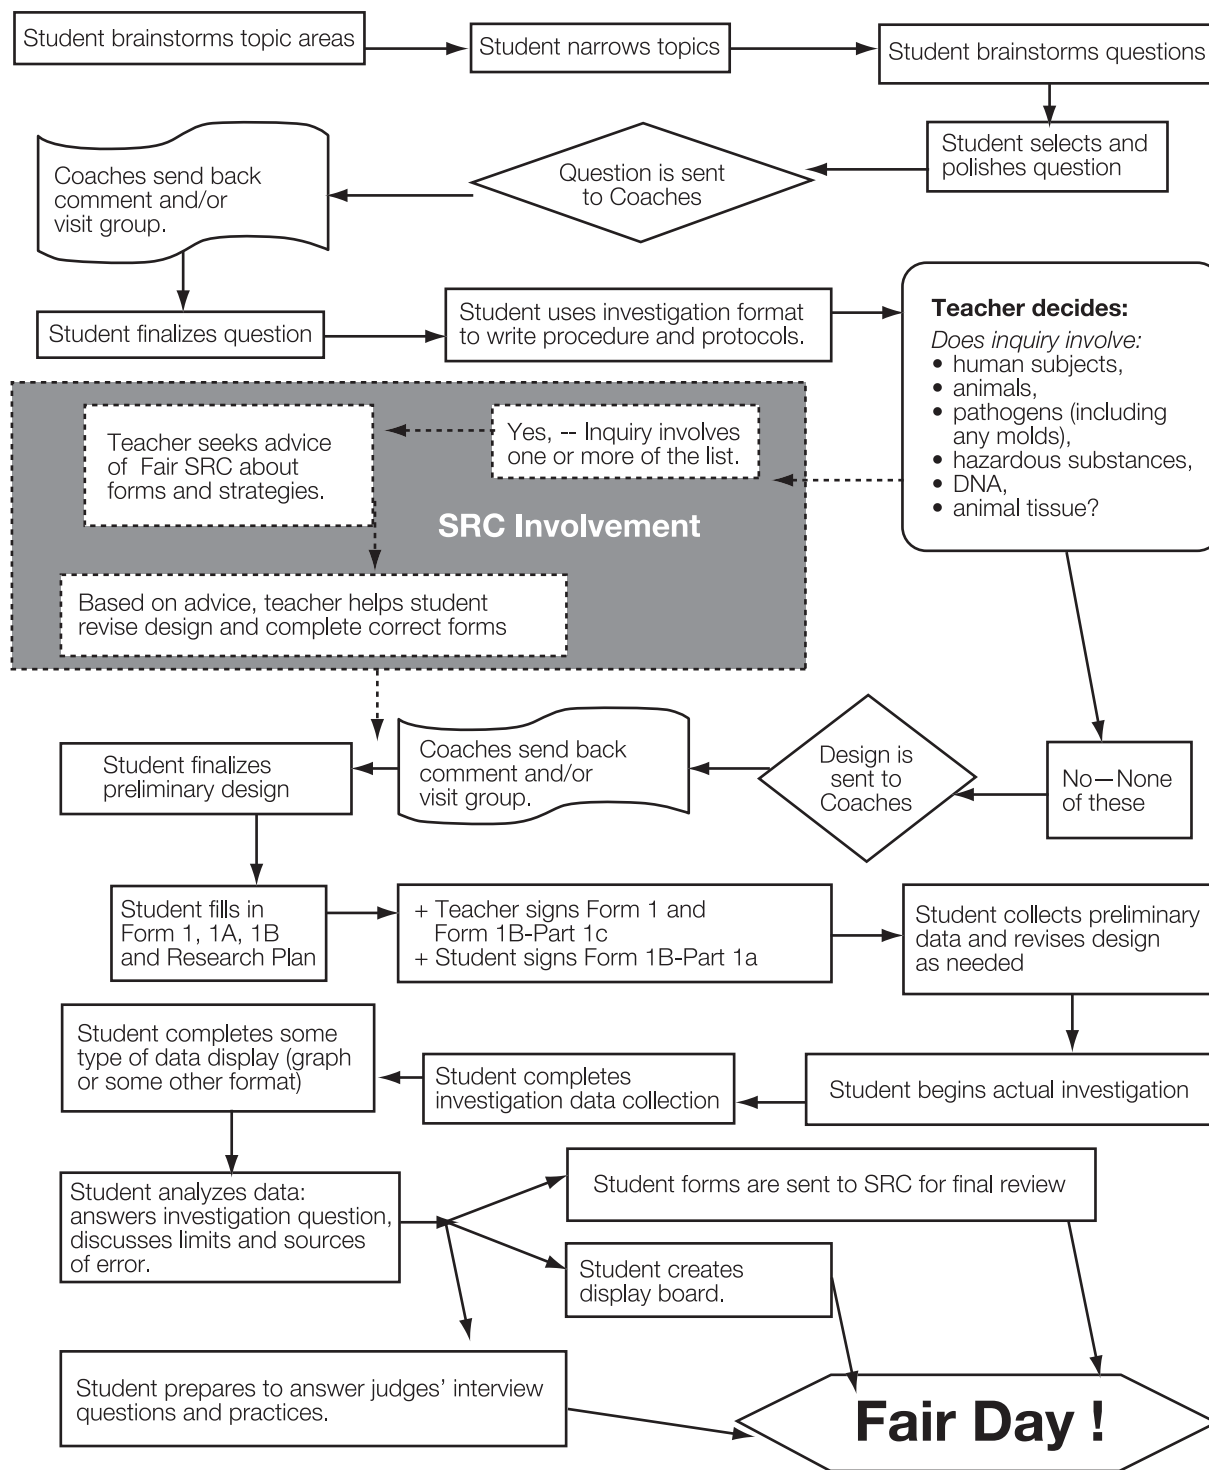 Student brainstorms topic areas
Student narrows topics
Student brainstorms questions
Student selects and
polishes question
Question is sent
to Coaches
Coaches send back
comment and/or
visit group.
Student finalizes question
Student uses investigation format
to write procedure and protocols.
Teacher decides:
Does inquiry involve:
• human subjects,
• animals,
• pathogens (including
any molds),
• hazardous substances,
• DNA,
• animal tissue?
Yes, -- Inquiry involves
one or more of the list.
Teacher seeks advice
of Fair SRC about
forms and strategies.
SRC Involvement
Based on advice, teacher helps student
revise design and complete correct forms
No—None
of these
Design is
sent to
Coaches
Coaches send back
comment and/or
visit group.
Student finalizes
preliminary design
Student fills in
Form 1, 1A, 1B
and Research Plan
+ Teacher signs Form 1 and
Form 1B-Part 1c
+ Student signs Form 1B-Part 1a
Student collects preliminary
data and revises design
as needed
Student begins actual investigation
Student completes
investigation data collection
Student completes some
type of data display (graph
or some other format)
Student analyzes data:
answers investigation question,
discusses limits and sources
of error.
Student forms are sent to SRC for final review
Student creates
display board.
Student prepares to answer judges’ interview
questions and practices.
Fair Day !